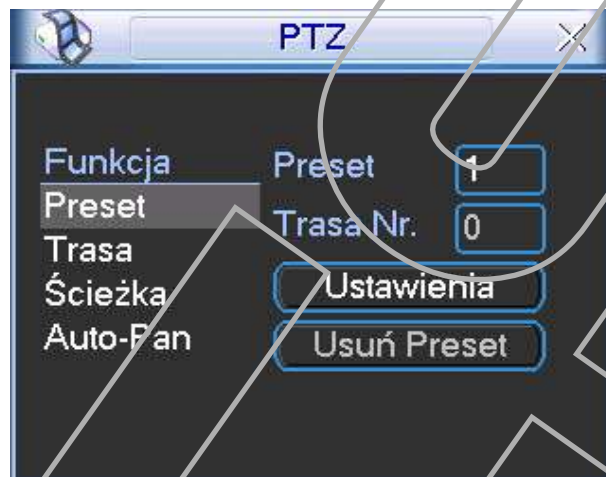 PTZ
Funkcja
Preset
Trasa
Ścieżka
Auto-Pan
Preset 1
Trasa Nr. 0
Ustawienia
Usuń Preset